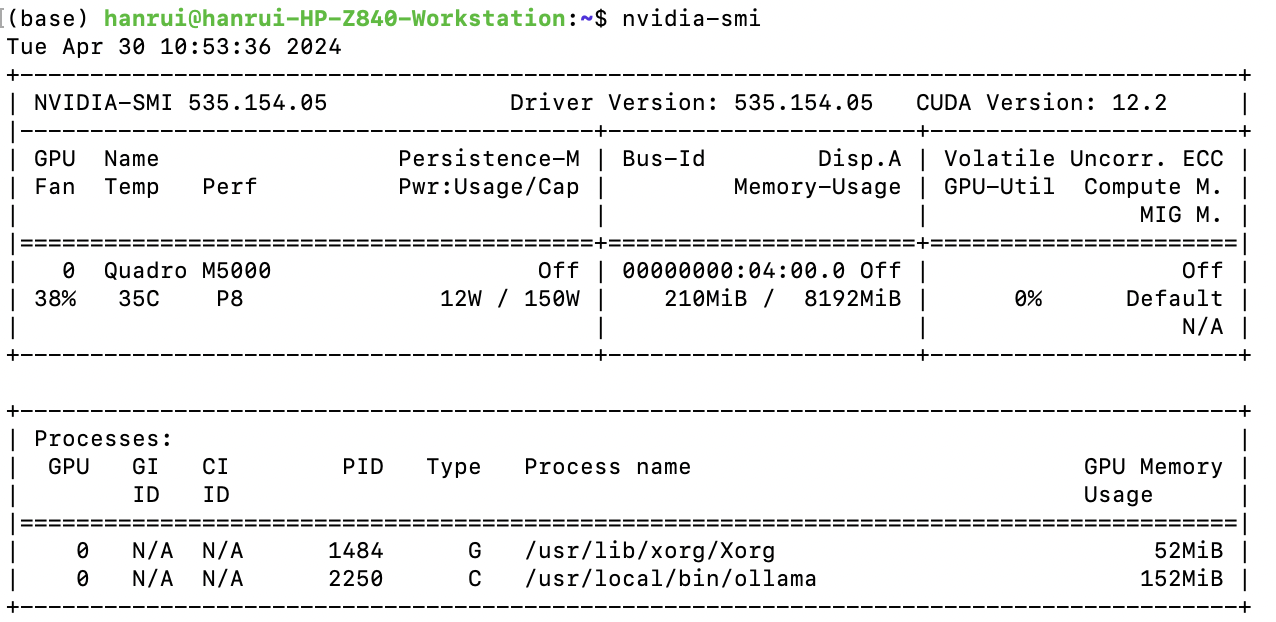 [(base) hanrui@hanrui-HP-Z840-Workstation:~$ nvidia-smi
Tue Apr 30 10:53:36 2024
+---------------------------------------------------------------------------------------+
| NVIDIA-SMI 535.154.05             Driver Version: 535.154.05   CUDA Version: 12.2     |
|-----------------------------------------+----------------------+----------------------+
| GPU  Name                 Persistence-M | Bus-Id        Disp.A | Volatile Uncorr. ECC |
| Fan  Temp   Perf          Pwr:Usage/Cap |         Memory-Usage | GPU-Util  Compute M. |
|                                         |                      |               MIG M. |
|=========================================+======================+======================|
|   0  Quadro M5000                   Off | 00000000:04:00.0 Off |                  Off |
| 38%   35C    P8              12W / 150W |    210MiB /  8192MiB |      0%      Default |
|                                         |                      |                  N/A |
+-----------------------------------------+----------------------+----------------------+

+---------------------------------------------------------------------------------------+
| Processes:                                                                            |
|  GPU   GI   CI        PID   Type   Process name                            GPU Memory |
|        ID   ID                                                             Usage      |
|=======================================================================================|
|    0   N/A  N/A      1484      G   /usr/lib/xorg/Xorg                           52MiB |
|    0   N/A  N/A      2250      C   /usr/local/bin/ollama                       152MiB |
+---------------------------------------------------------------------------------------+